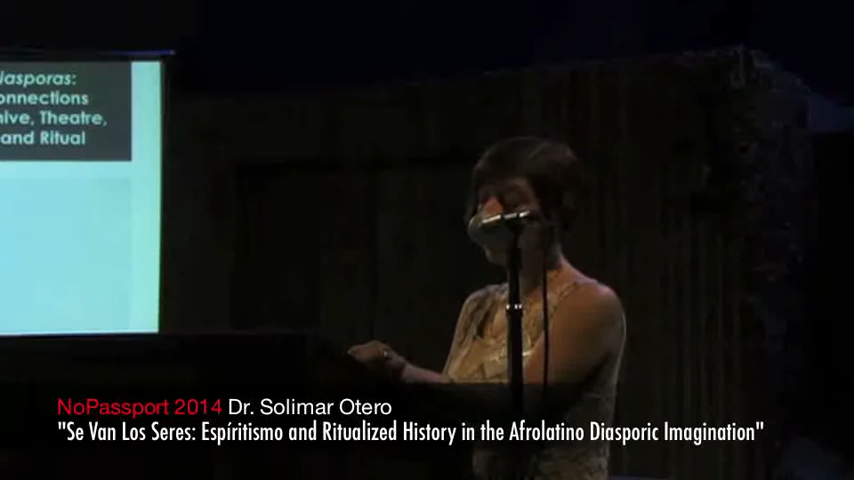 iasporas:
onnections
ive, Theatre,
and Ritual
NoPassport 2014 Dr. Solimar Otero
"Se Van Los Seres: Espíritismo and Ritualized History in the Afrolatino Diasporic Imagination"